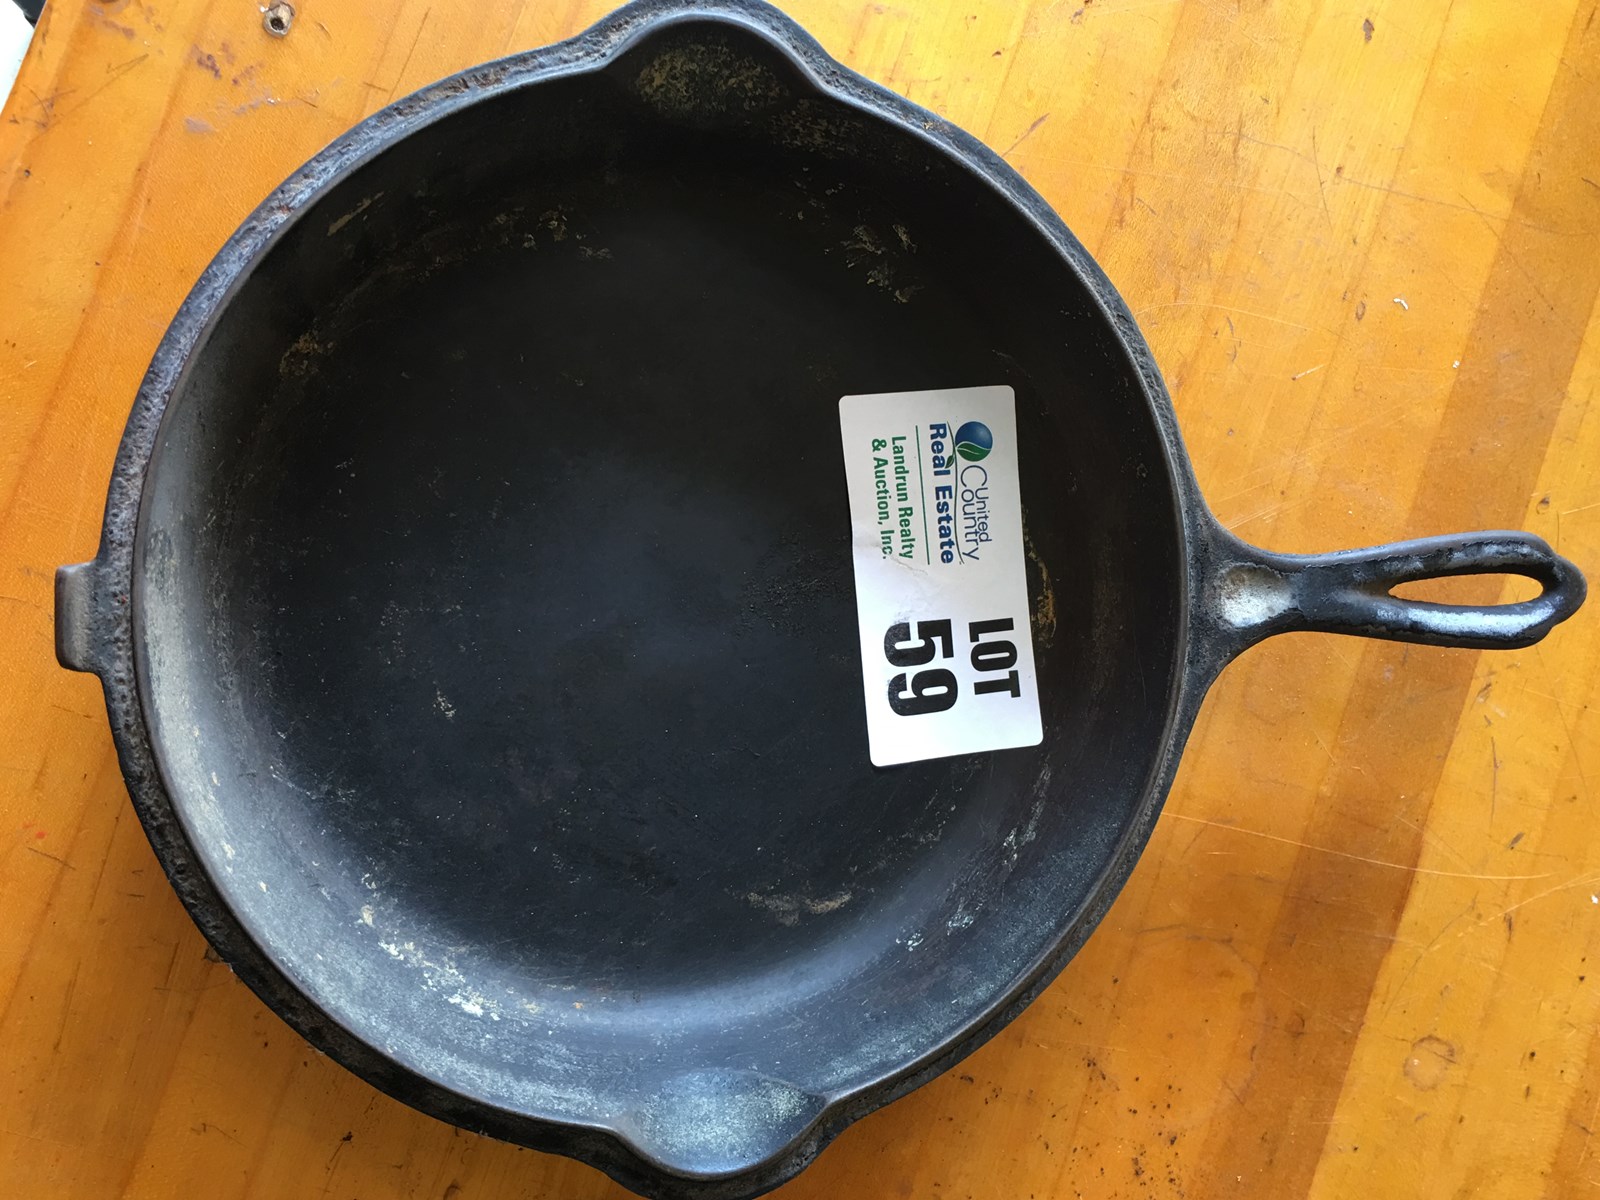 United
Country
Real Estate
Landrun Realty
& Auction, Inc.
LOT
59